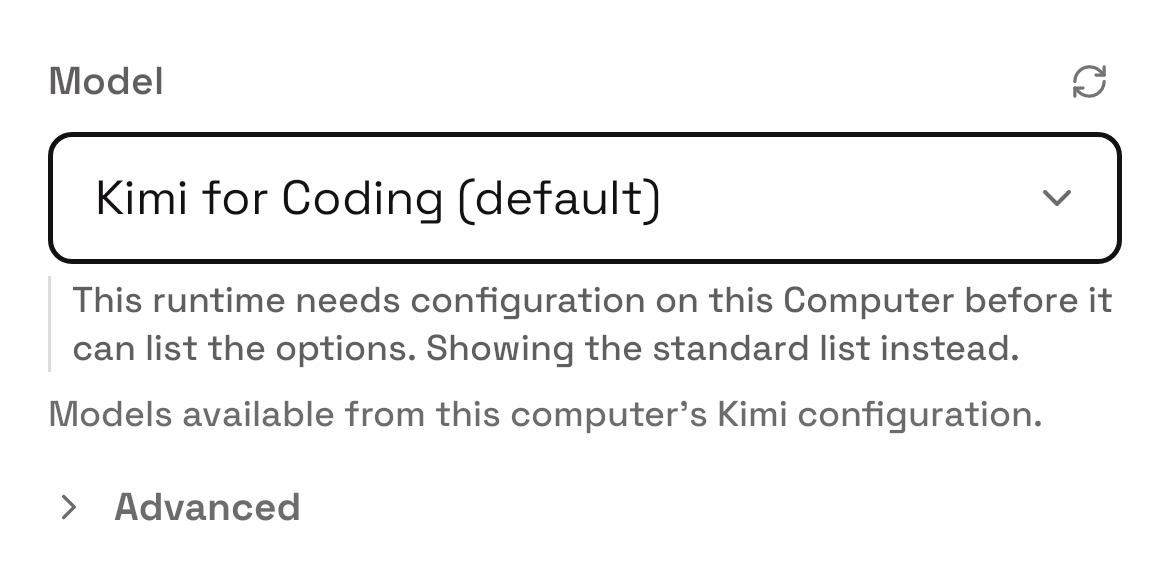 Model
Kimi for Coding (default)
This runtime needs configuration on this Computer before it
can list the options. Showing the standard list instead.
Models available from this computer’s Kimi configuration.
Advanced